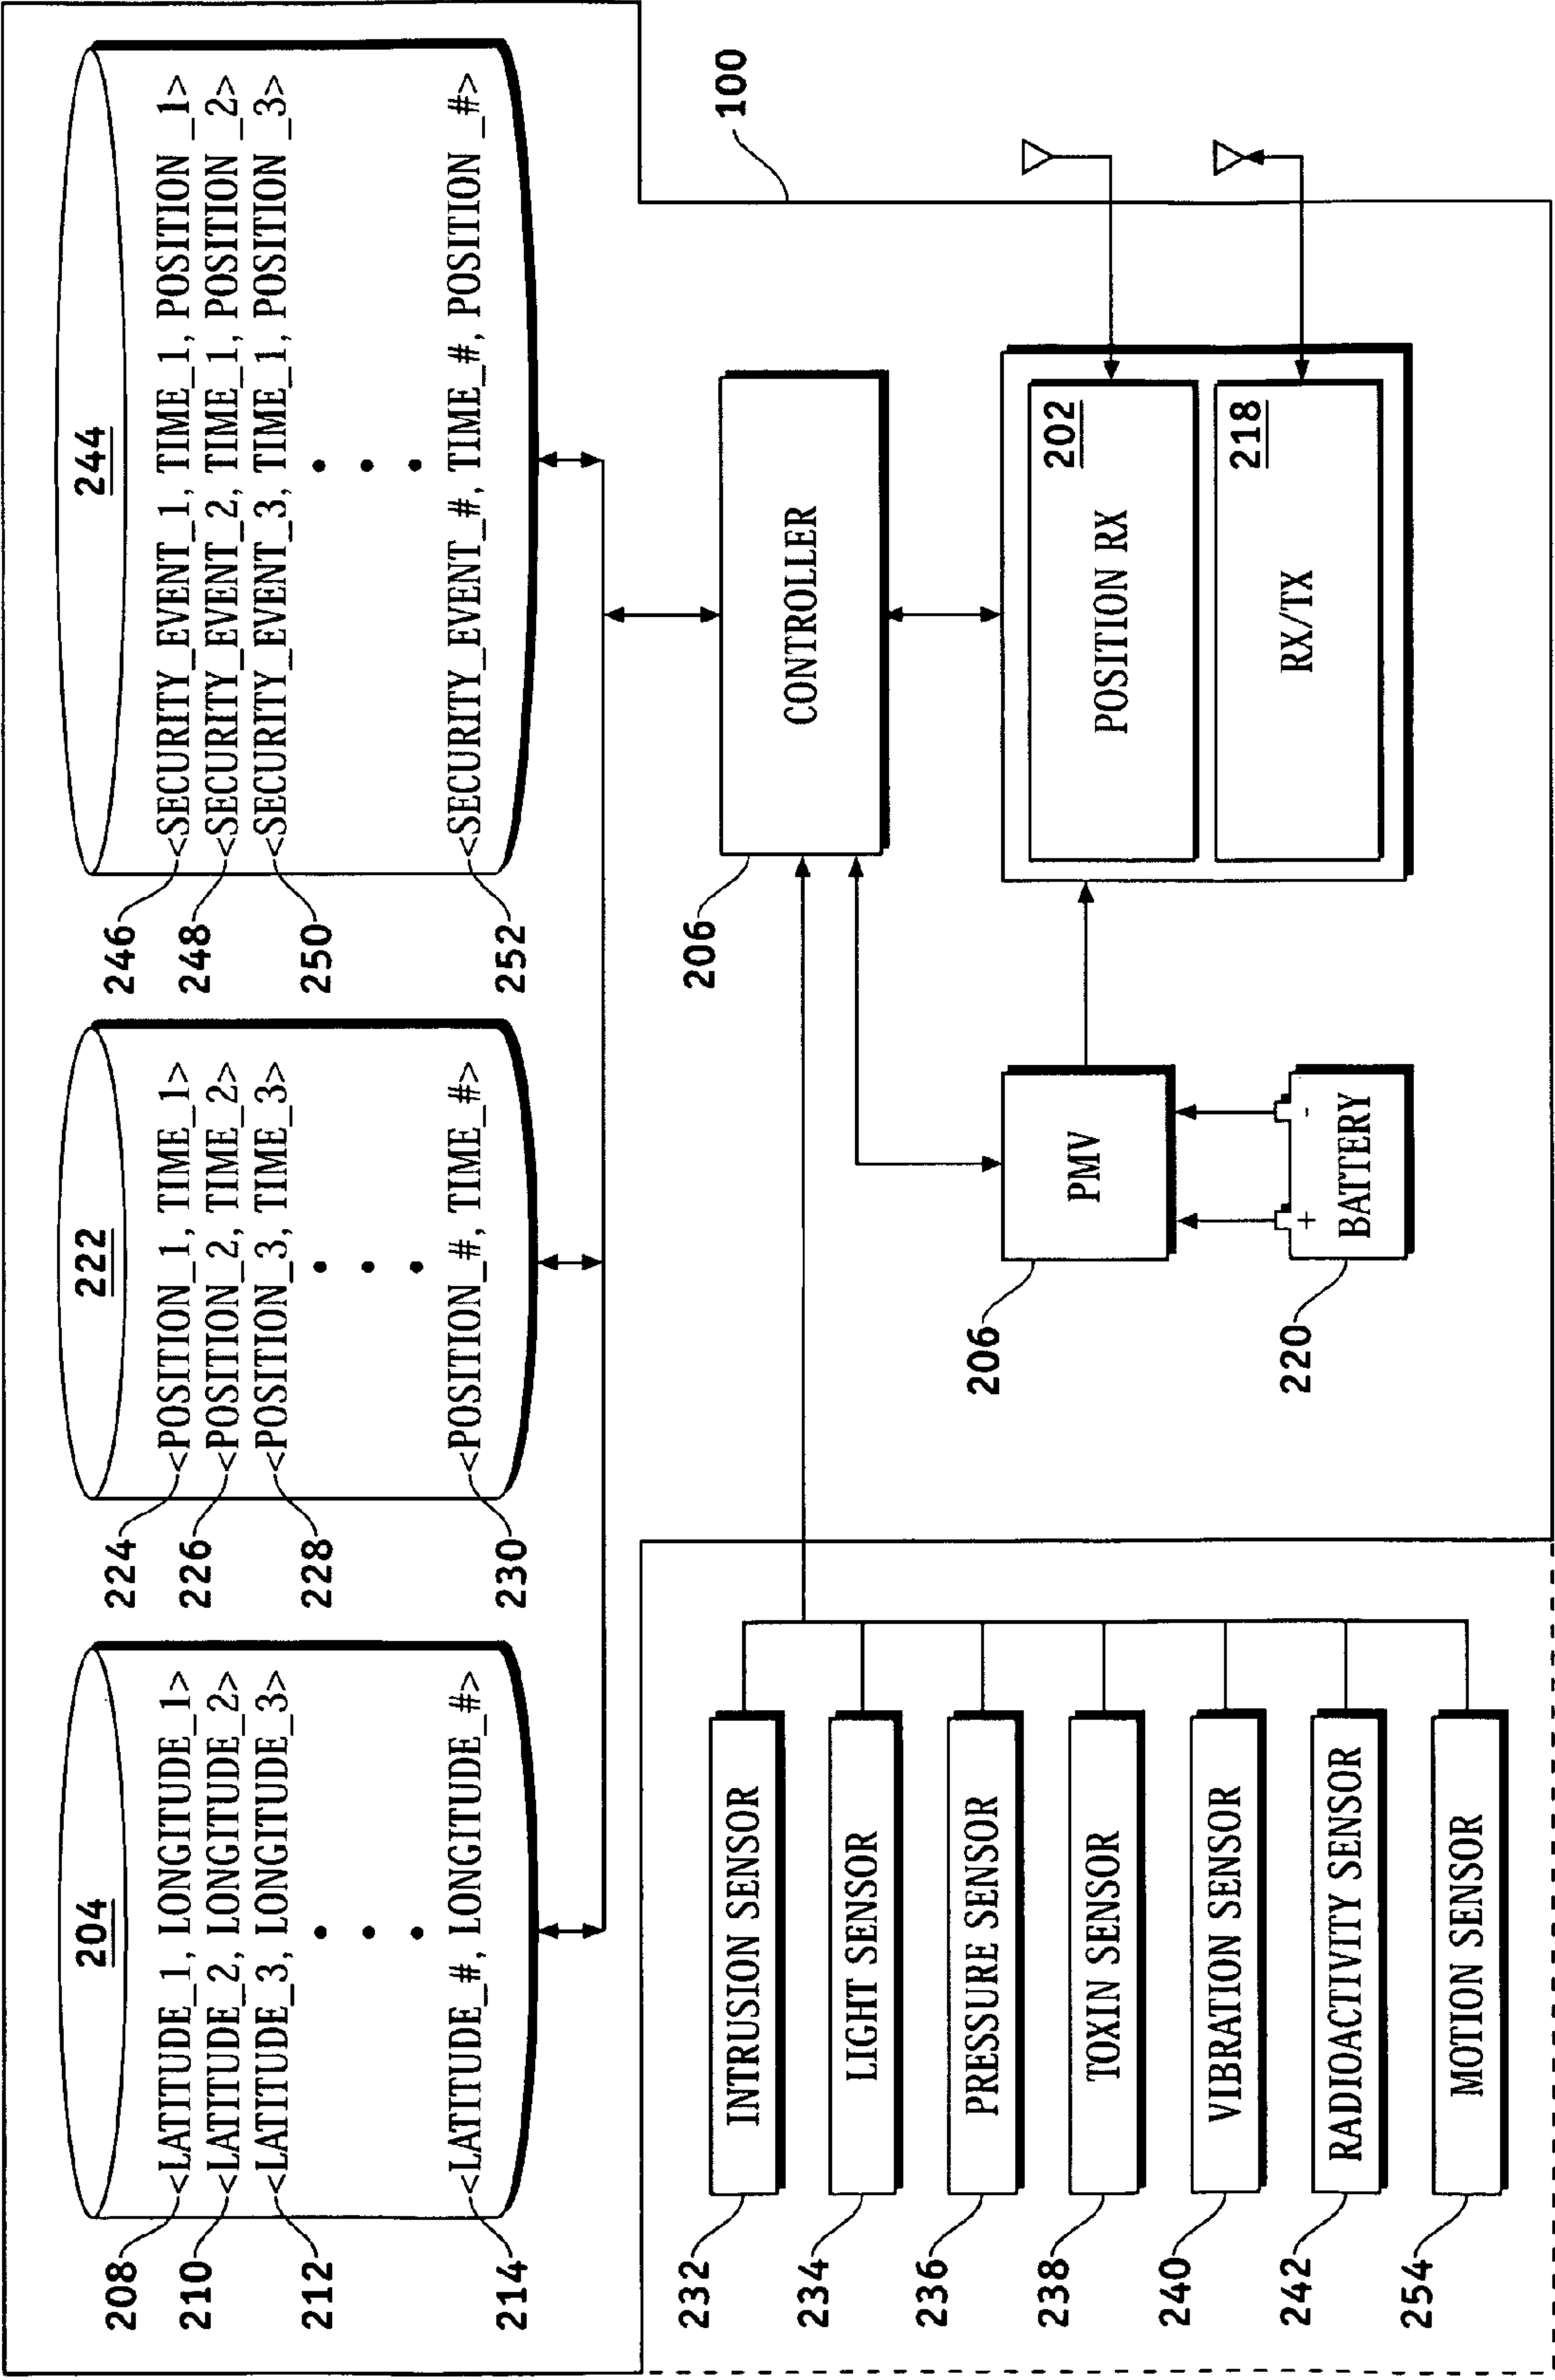 204
<LATITUDE_1, LONGITUDE_1>
<LATITUDE_2, LONGITUDE_2>
<LATITUDE_3, LONGITUDE_3>
<LATITUDE_#, LONGITUDE_#>
208
210
212
214
222
<POSITION_1, TIME_1>
<POSITION_2, TIME_2>
<POSITION_3, TIME_3>
<POSITION_#, TIME_#>
224
226
228
230
244
<SECURITY_EVENT_1, TIME_1, POSITION_1>
<SECURITY_EVENT_2, TIME_1, POSITION_2>
<SECURITY_EVENT_3, TIME_1, POSITION_3>
<SECURITY_EVENT_#, TIME_#, POSITION_#>
246
248
250
252
232
INTRUSION SENSOR
234
LIGHT SENSOR
236
PRESSURE SENSOR
238
TOXIN SENSOR
240
VIBRATION SENSOR
242
RADIOACTIVITY SENSOR
254
MOTION SENSOR
206
CONTROLLER
100
206
PMV
202
POSITION RX
218
RX/TX
220
+
-
BATTERY